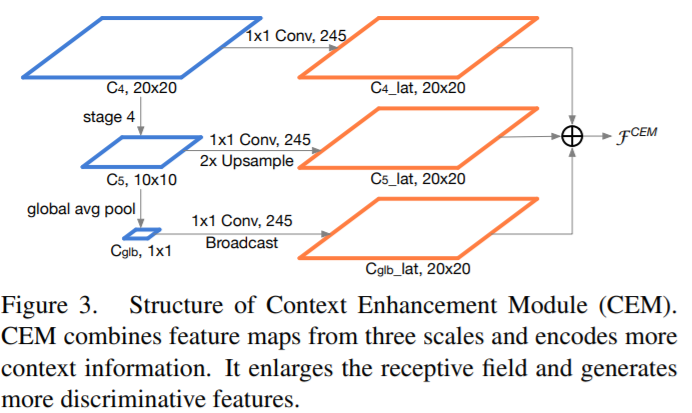 1x1 Conv, 245
C4, 20x20
C4_lat, 20x20
stage 4
1x1 Conv, 245
2x Upsample
C5, 10x10
C5_lat, 20x20
ℱᶜᴱᴹ
global avg pool
1x1 Conv, 245
Broadcast
Cglb, 1x1
Cglb_lat, 20x20
Figure 3. Structure of Context Enhancement Module (CEM).
CEM combines feature maps from three scales and encodes more
context information. It enlarges the receptive field and generates
more discriminative features.